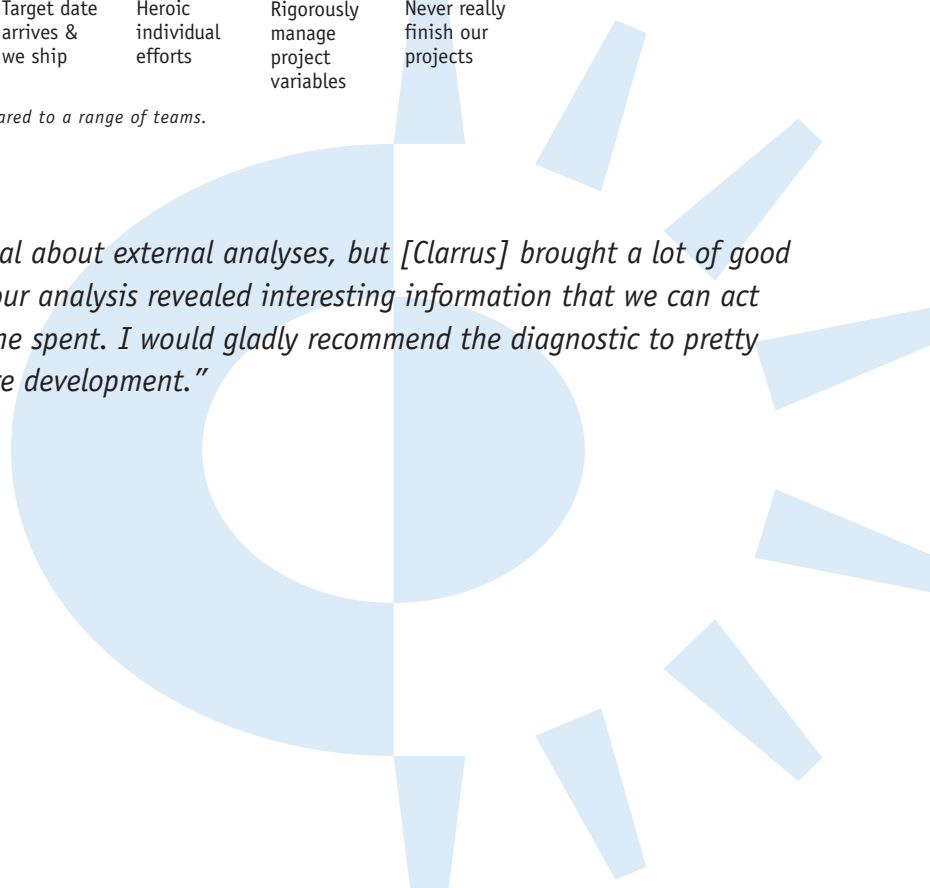 Target date Heroic Rigorously Never really
arrives & individual manage finish our
we ship efforts project projects
variables
ared to a range of teams.
al about external analyses, but [Clarrus] brought a lot of good
our analysis revealed interesting information that we can act
ne spent. I would gladly recommend the diagnostic to pretty
re development.”